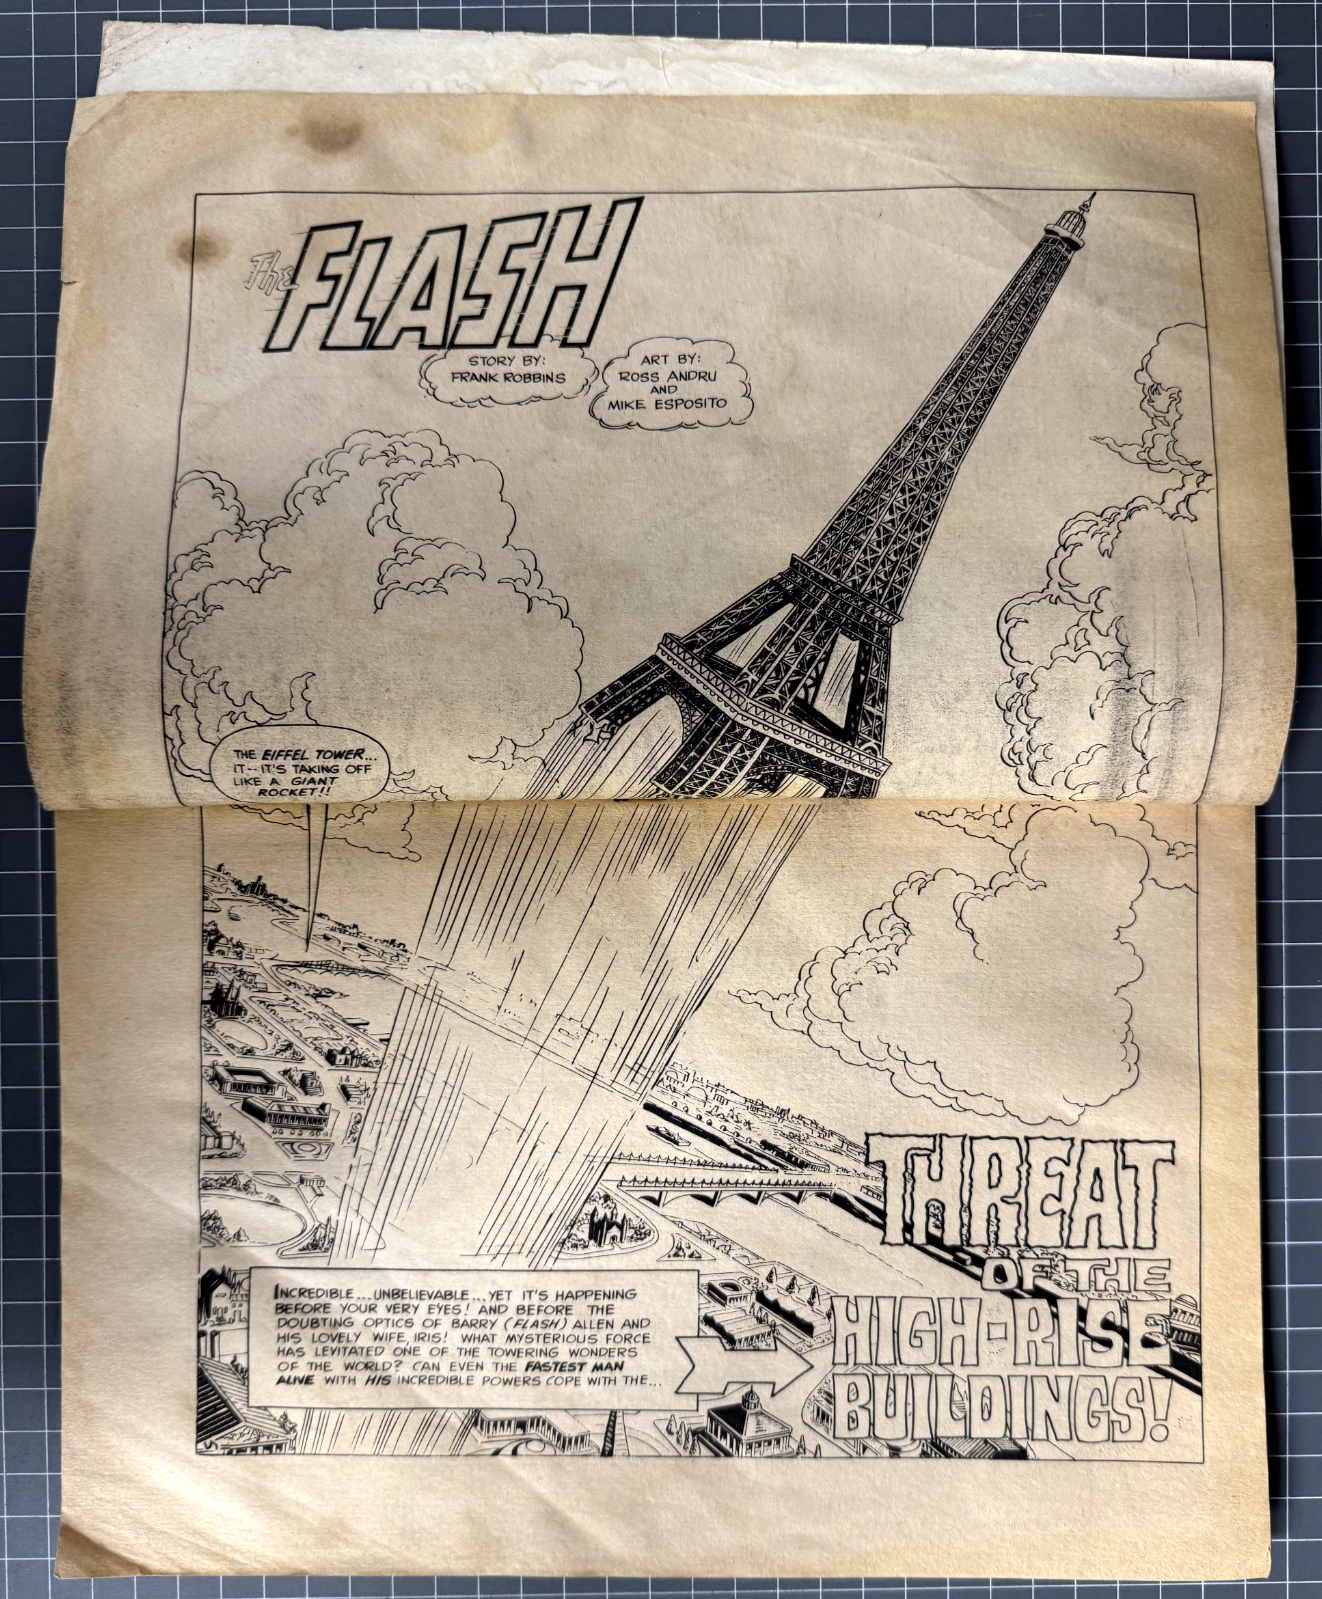 The FLASH
STORY BY:
FRANK ROBBINS
ART BY:
ROSS ANDRU
AND
MIKE ESPOSITO
THE EIFFEL TOWER...
IT--IT'S TAKING OFF
LIKE A GIANT
ROCKET!!
INCREDIBLE...UNBELIEVABLE...YET IT'S HAPPENING
BEFORE YOUR VERY EYES! AND BEFORE THE
DOUBTING OPTICS OF BARRY (FLASH) ALLEN AND
HIS LOVELY WIFE, IRIS! WHAT MYSTERIOUS FORCE
HAS LEVITATED ONE OF THE TOWERING WONDERS
OF THE WORLD? CAN EVEN THE FASTEST MAN
ALIVE WITH HIS INCREDIBLE POWERS COPE WITH THE...
THREAT
OF THE
HIGH-RISE
BUILDINGS!